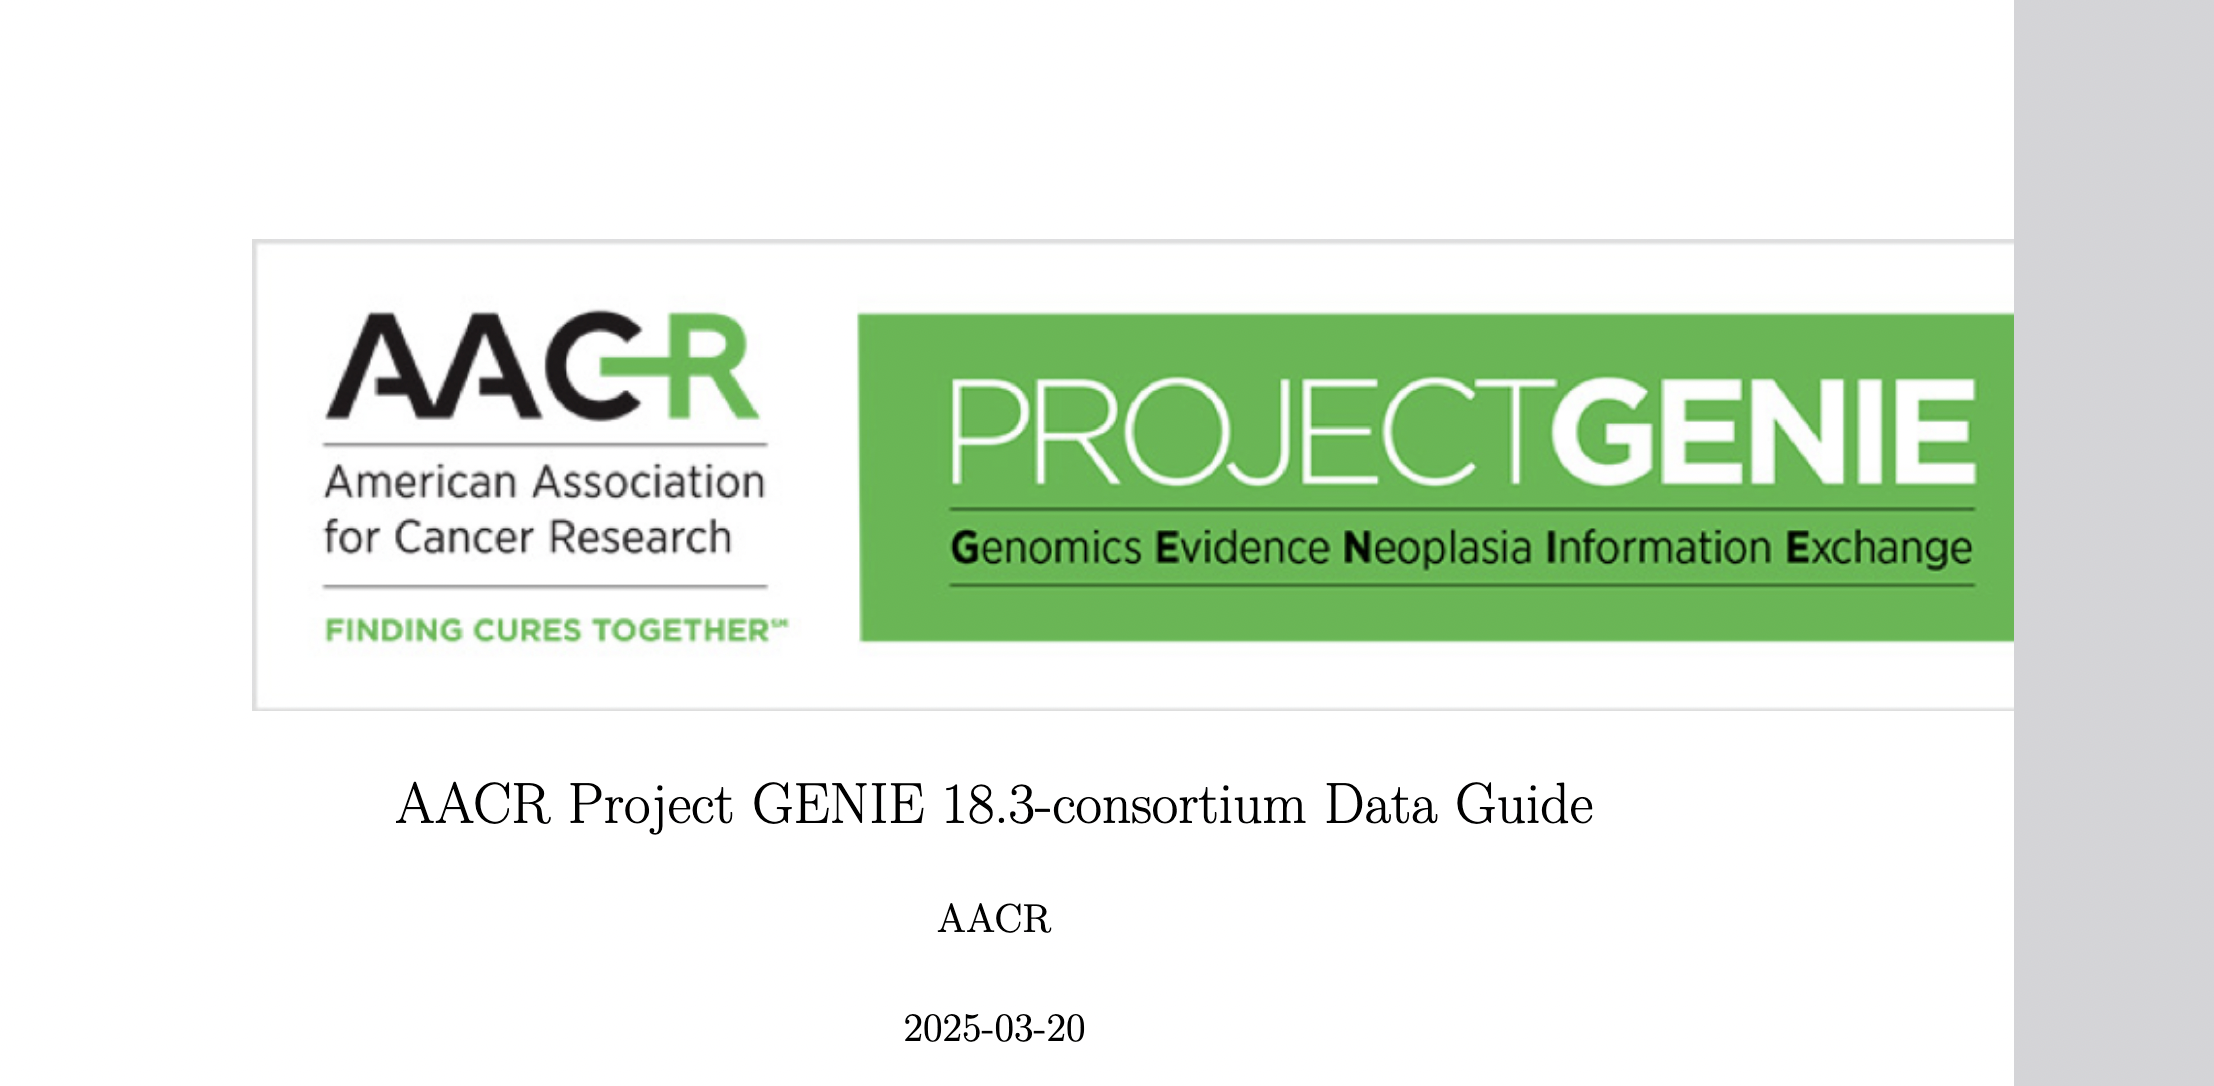 AACR
American Association
for Cancer Research
FINDING CURES TOGETHER℠
PROJECTGENIE
Genomics Evidence Neoplasia Information Exchange
AACR Project GENIE 18.3-consortium Data Guide
AACR
2025-03-20